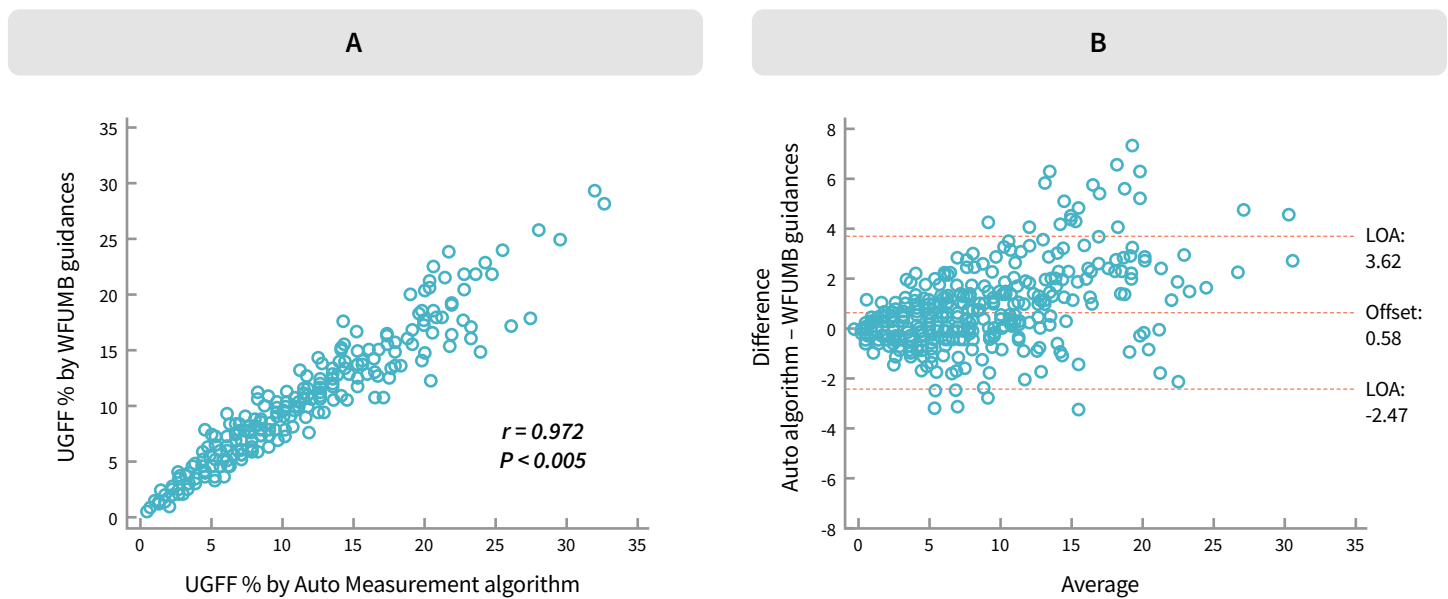 A
B
UGFF % by WFUMB guidances
35
30
25
20
15
10
5
0
r = 0.972
P < 0.005
0 5 10 15 20 25 30 35
UGFF % by Auto Measurement algorithm
Difference
Auto algorithm – WFUMB guidances
8
6
4
2
0
-2
-4
-6
-8
LOA:
3.62
Offset:
0.58
LOA:
-2.47
0 5 10 15 20 25 30 35
Average